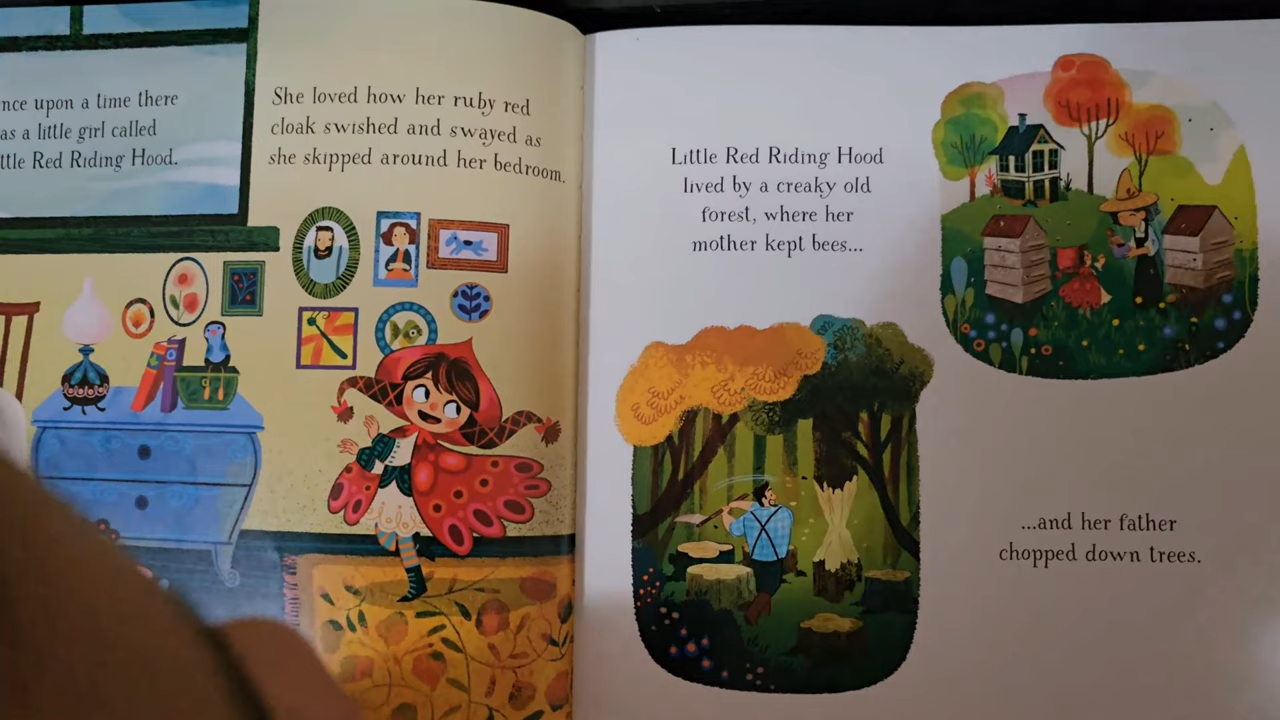 nce upon a time there
as a little girl called
ttle Red Riding Hood.
She loved how her ruby red
cloak swished and swayed as
she skipped around her bedroom.
Little Red Riding Hood
lived by a creaky old
forest, where her
mother kept bees...
...and her father
chopped down trees.